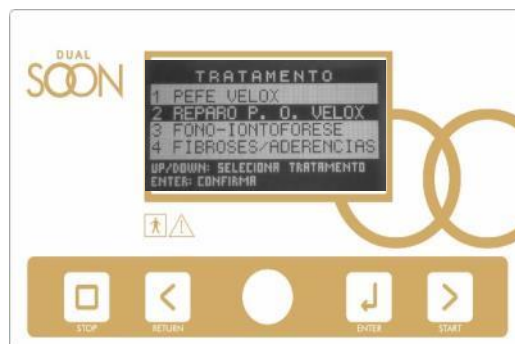 DUAL
SOON
TRATAMENTO
1 PEFE VELOX
2 REPARO P. O. VELOX
3 FONO-IONTOFORESE
4 FIBROSES/ADERENCIAS
UP/DOWN: SELECIONA TRATAMENTO
ENTER: CONFIRMA
STOP
RETURN
ENTER
START